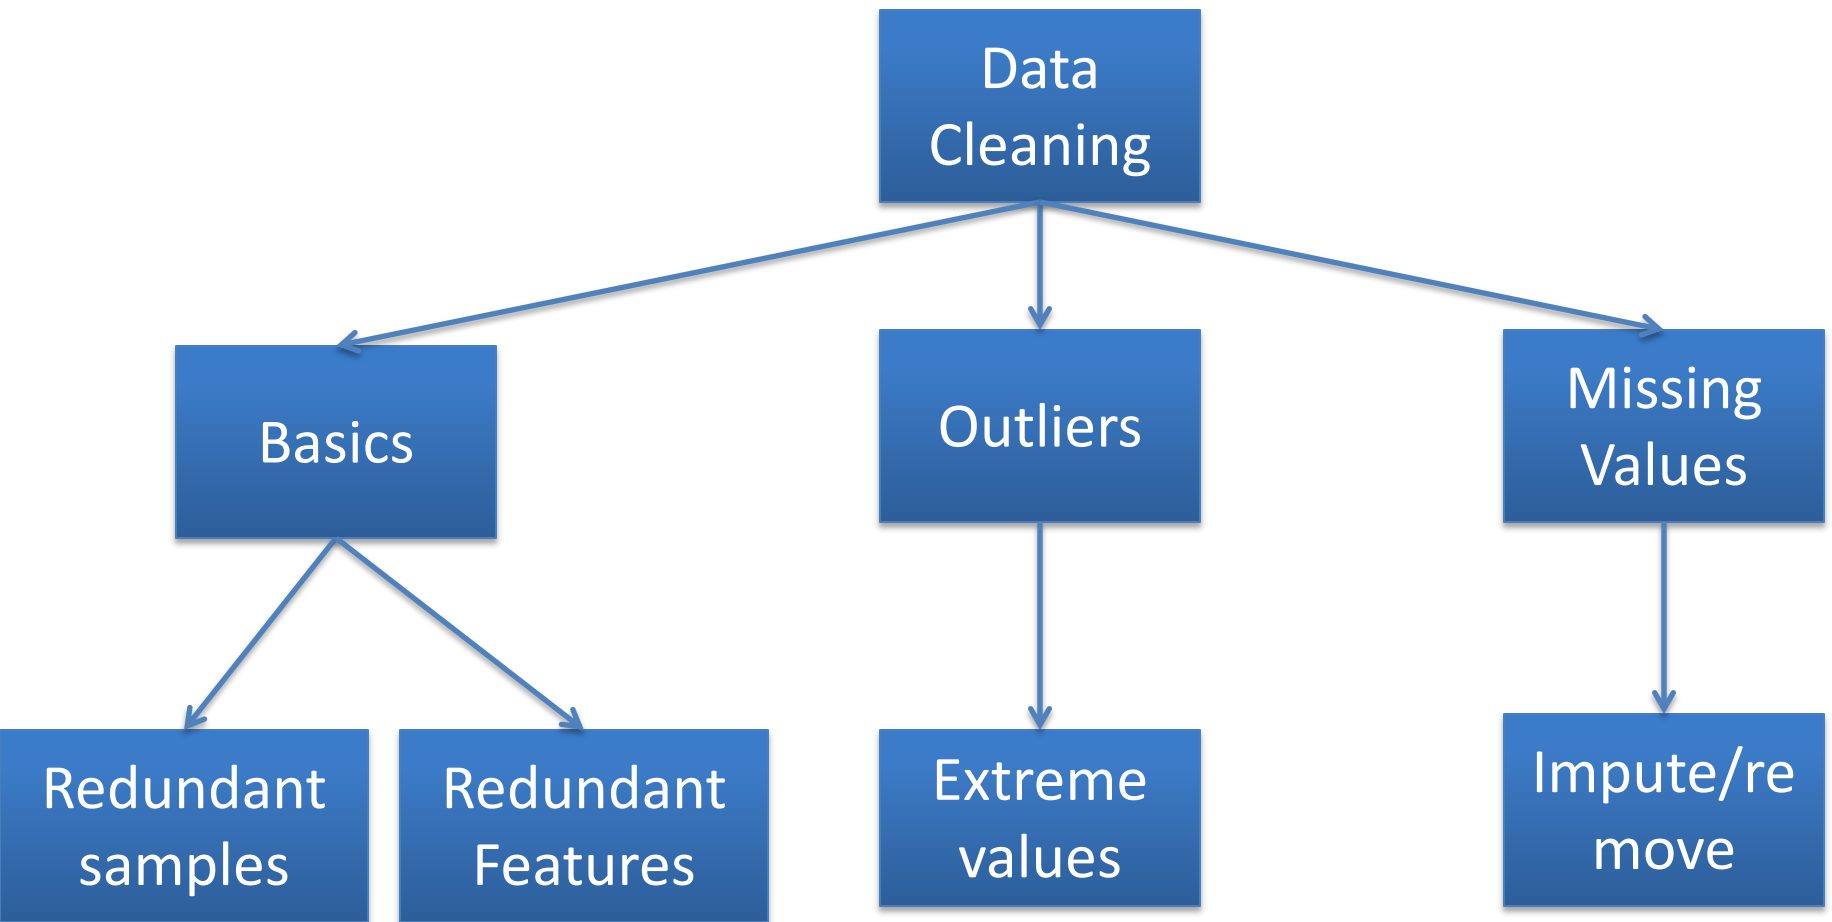 Data
Cleaning
Basics
Outliers
Missing
Values
Redundant
samples
Redundant
Features
Extreme
values
Impute/re
move